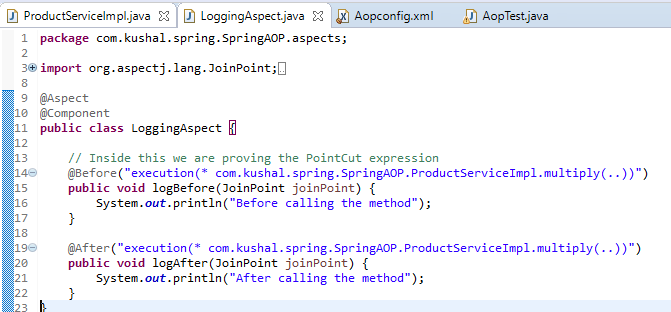 ProductServiceImpl.java LoggingAspect.java Aopconfig.xml AopTest.java
1 package com.kushal.spring.SpringAOP.aspects;
2
3 import org.aspectj.lang.JoinPoint;
8
9 @Aspect
10 @Component
11 public class LoggingAspect {
12
13 // Inside this we are proving the PointCut expression
14 @Before("execution(* com.kushal.spring.SpringAOP.ProductServiceImpl.multiply(..))")
15 public void logBefore(JoinPoint joinPoint) {
16 System.out.println("Before calling the method");
17 }
18
19 @After("execution(* com.kushal.spring.SpringAOP.ProductServiceImpl.multiply(..))")
20 public void logAfter(JoinPoint joinPoint) {
21 System.out.println("After calling the method");
22 }
23 }